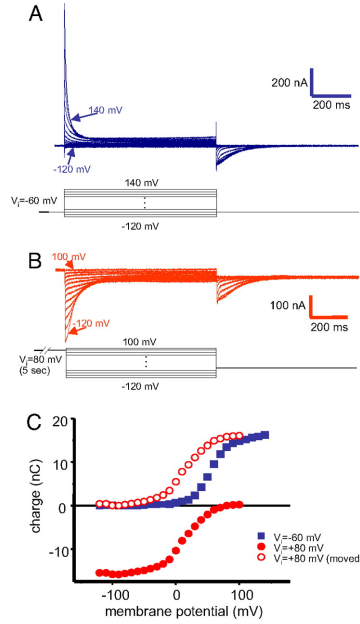 A
140 mV
200 nA
200 ms
-120 mV
140 mV
Vi=-60 mV
-120 mV
B
100 mV
-120 mV
100 nA
200 ms
100 mV
Vi=80 mV
(5 sec)
-120 mV
C
20
10
0
-10
charge (nC)
Vi=-60 mV
Vi=+80 mV
Vi=+80 mV (moved)
-100
0
100
membrane potential (mV)